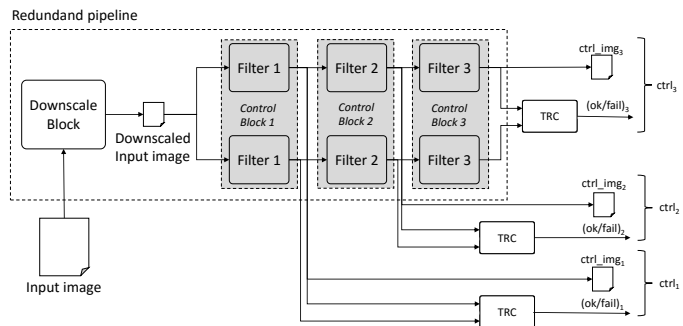 Redundand pipeline
Downscale
Block
Downscaled
Input image
Input image
Filter 1
Control
Block 1
Filter 1
Filter 2
Control
Block 2
Filter 2
Filter 3
Control
Block 3
Filter 3
ctrl_img3
TRC
(ok/fail)3
ctrl3
ctrl_img2
TRC
(ok/fail)2
ctrl2
ctrl_img1
TRC
(ok/fail)1
ctrl1